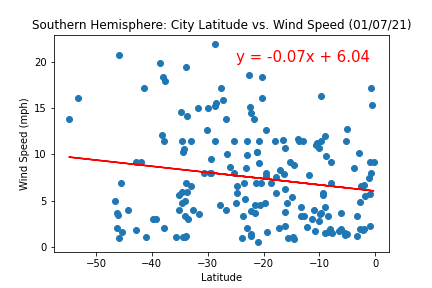 Southern Hemisphere: City Latitude vs. Wind Speed (01/07/21)
y = -0.07x + 6.04
20
15
10
5
0
Wind Speed (mph)
−50
−40
−30
−20
−10
0
Latitude